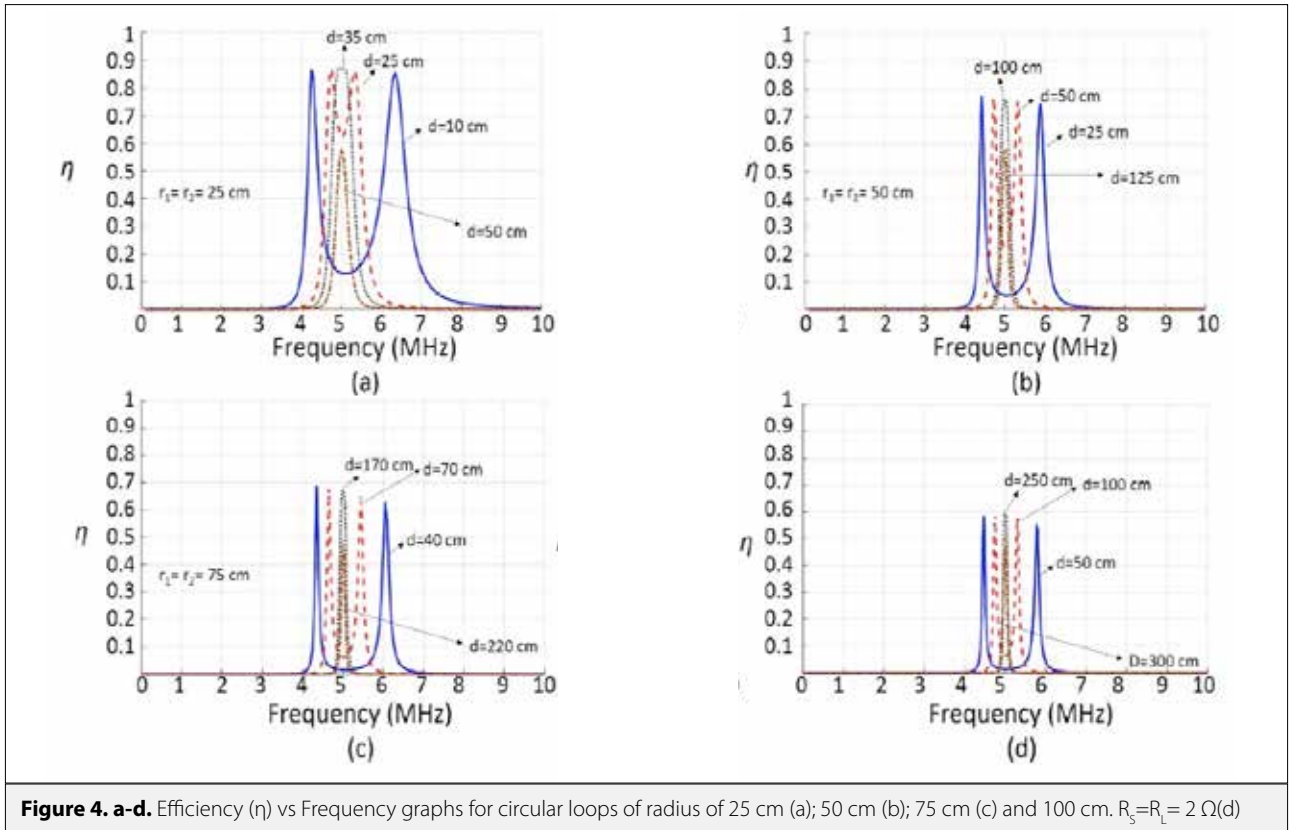 1
0.9
0.8
0.7
0.6
0.5
0.4
0.3
0.2
0.1
η
d=35 cm
d=25 cm
d=10 cm
r₁= r₂= 25 cm
d=50 cm
0 1 2 3 4 5 6 7 8 9 10
Frequency (MHz)
(a)
1
0.9
0.8
0.7
0.6
0.5
0.4
0.3
0.2
0.1
η
d=100 cm
d=50 cm
d=25 cm
d=125 cm
r₁= r₂= 50 cm
0 1 2 3 4 5 6 7 8 9 10
Frequency (MHz)
(b)
1
0.9
0.8
0.7
0.6
0.5
0.4
0.3
0.2
0.1
η
d=170 cm
d=70 cm
d=40 cm
r₁= r₂= 75 cm
d=220 cm
0 1 2 3 4 5 6 7 8 9 10
Frequency (MHz)
(c)
1
0.9
0.8
0.7
0.6
0.5
0.4
0.3
0.2
0.1
η
d=250 cm
d=100 cm
d=50 cm
D=300 cm
0 1 2 3 4 5 6 7 8 9 10
Frequency (MHz)
(d)
Figure 4. a-d. Efficiency (η) vs Frequency graphs for circular loops of radius of 25 cm (a); 50 cm (b); 75 cm (c) and 100 cm. R_S=R_L= 2 Ω(d)